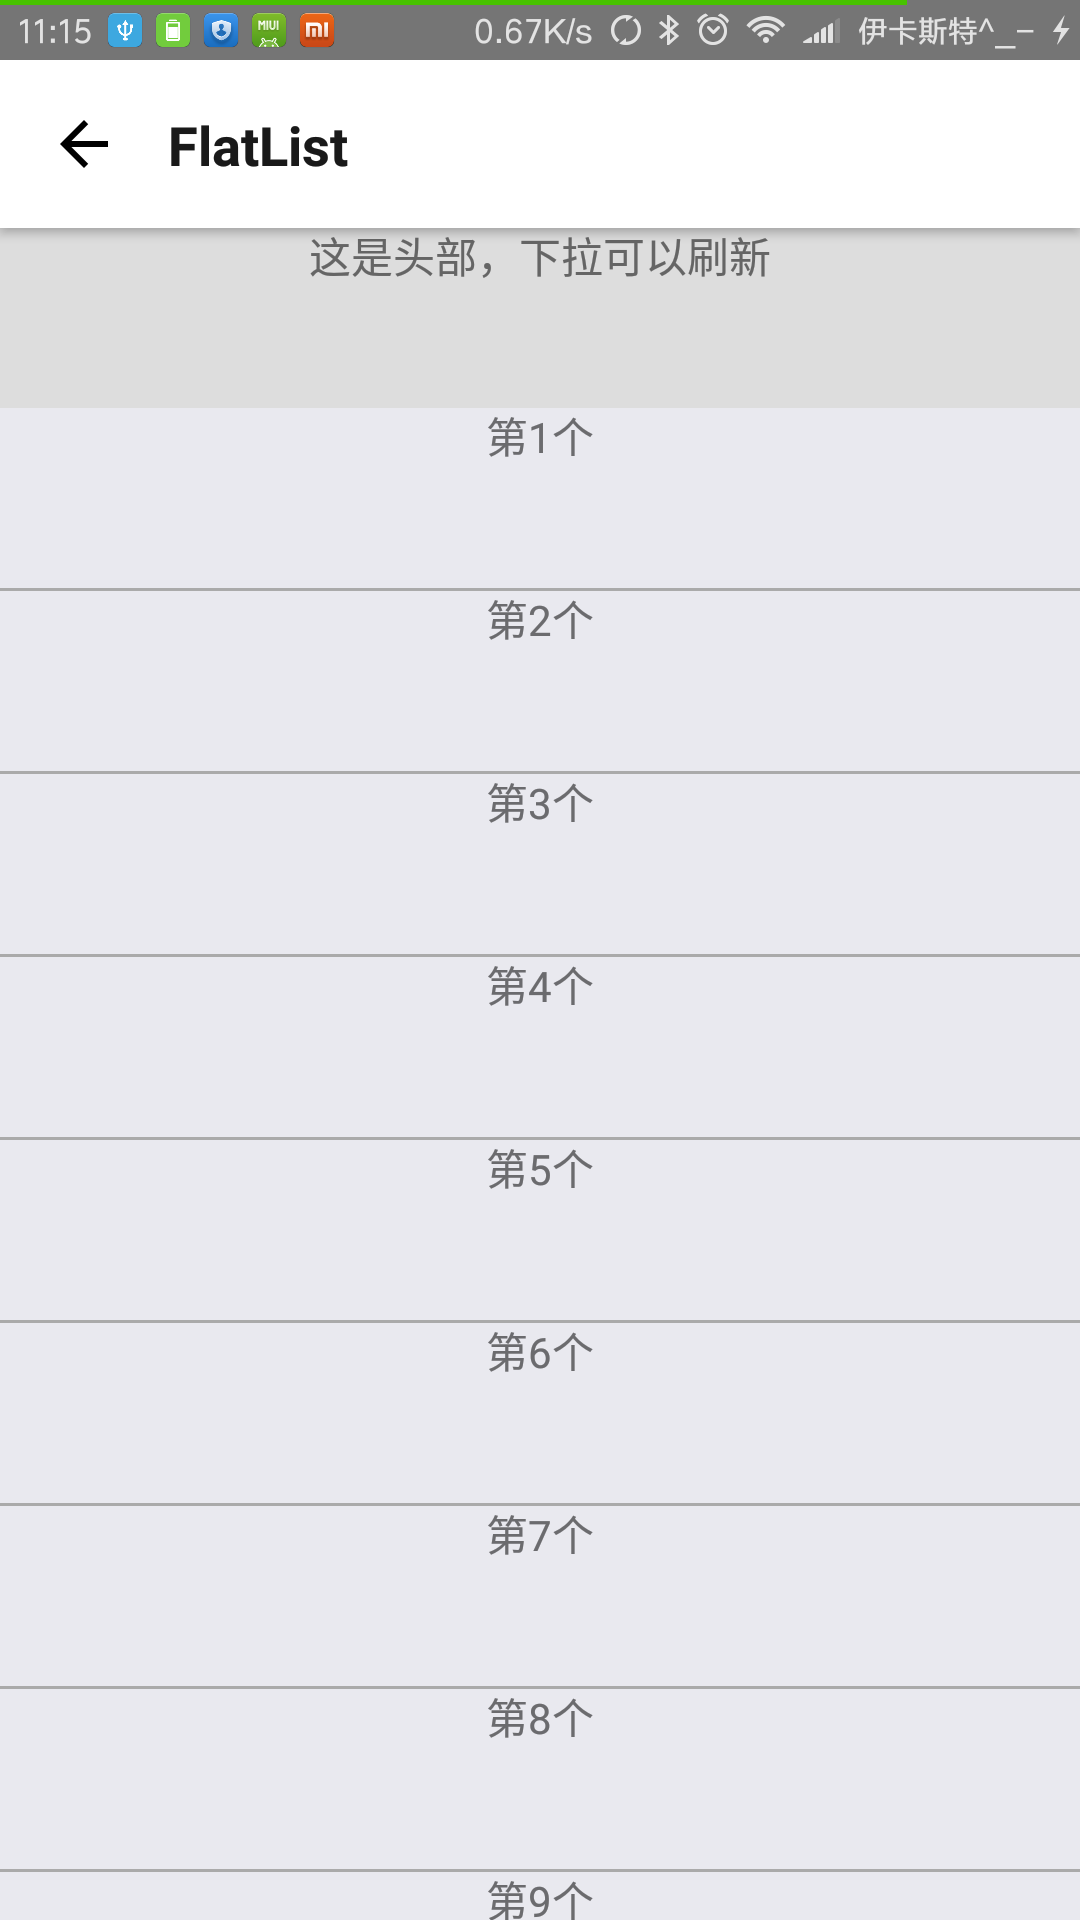 11:15 MIUI 0.67K/s 伊卡斯特^_-
FlatList
这是头部，下拉可以刷新
第1个
第2个
第3个
第4个
第5个
第6个
第7个
第8个
第9个